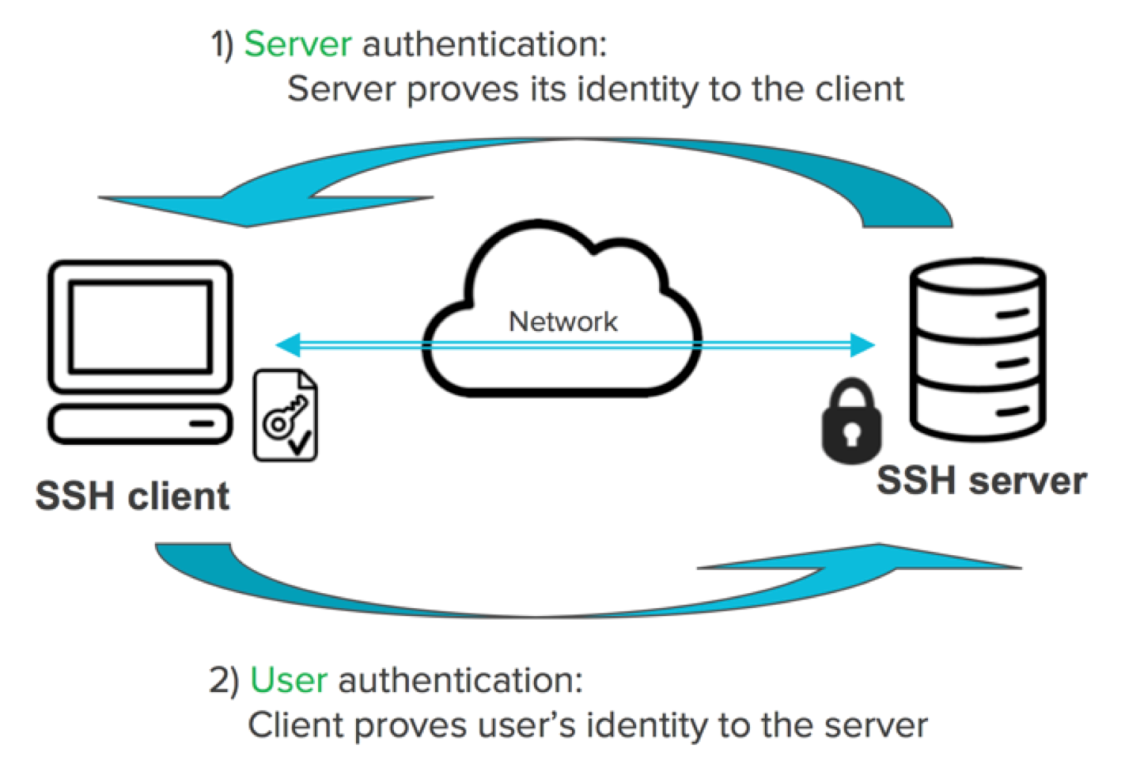 1) Server authentication:
Server proves its identity to the client
Network
SSH client
SSH server
2) User authentication:
Client proves user’s identity to the server